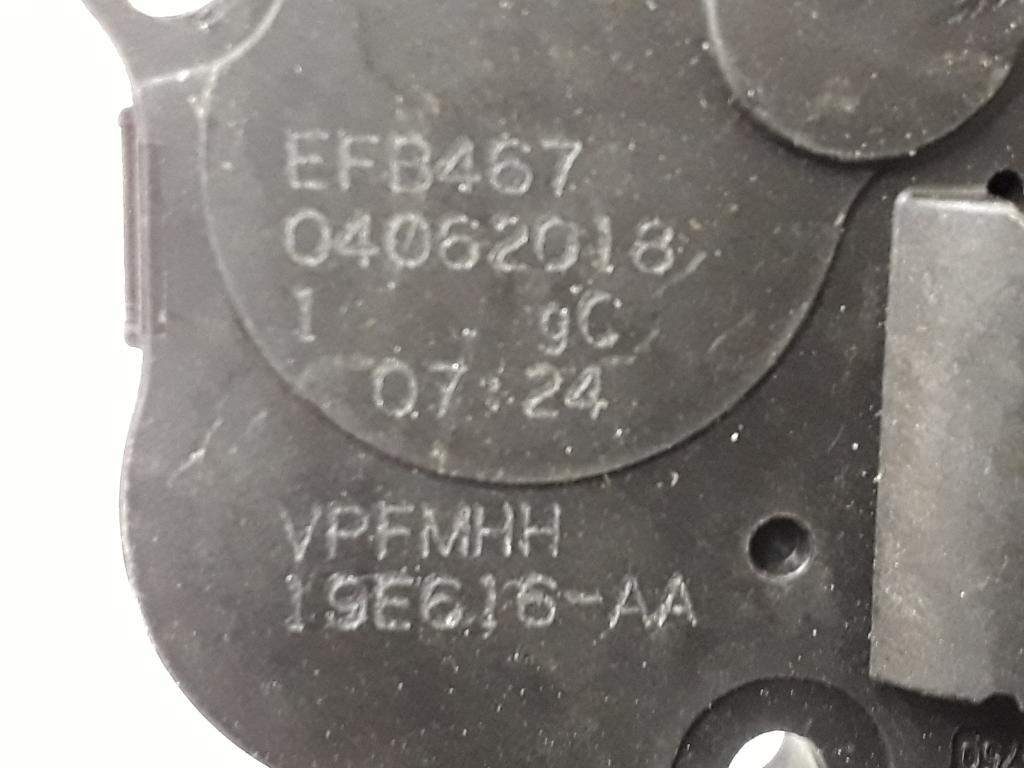 EFB467
04062018
1 gC
07:24
VPFMHH
19E616-AA